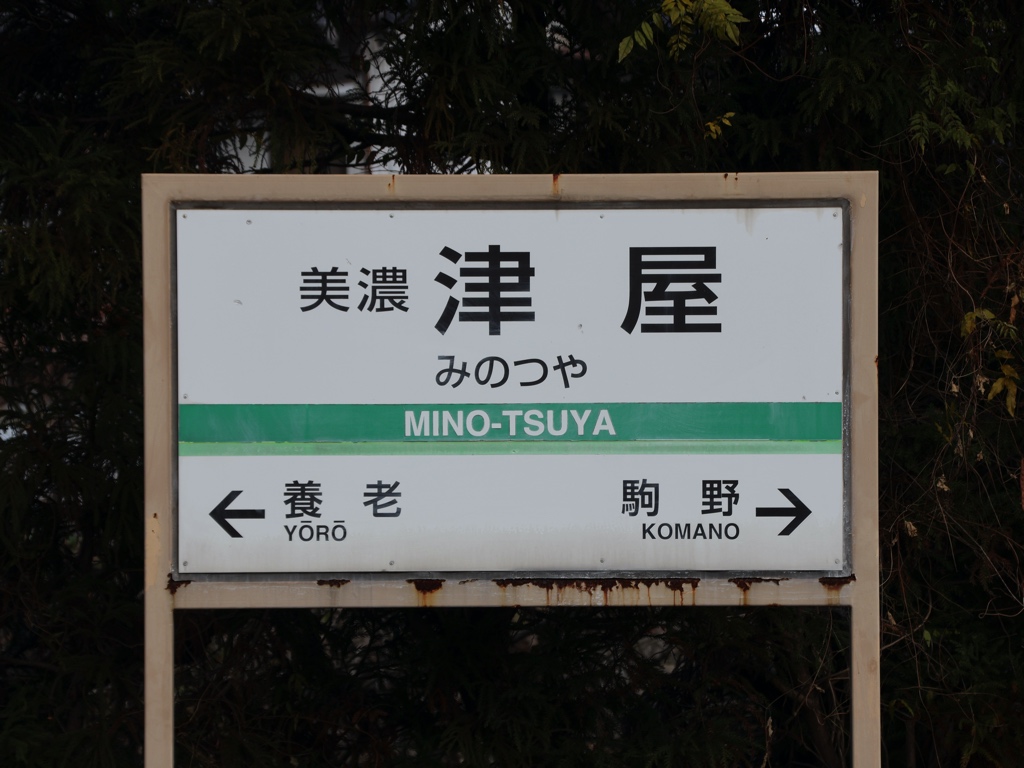 美濃 津 屋
みのつや
MINO-TSUYA
← 養 老 駒 野 →
YŌRŌ KOMANO